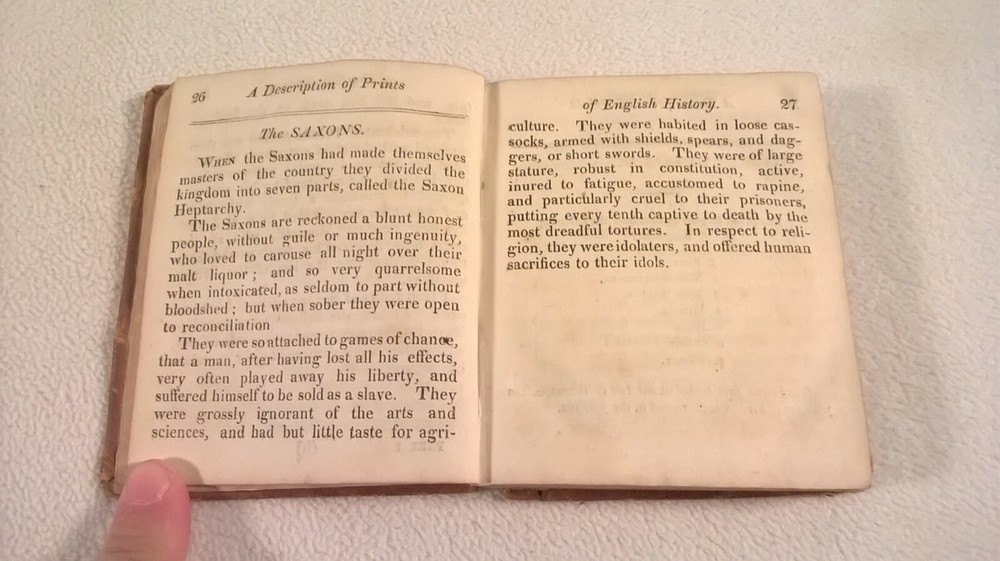 26 A Description of Prints
The SAXONS.
WHEN the Saxons had made themselves
masters of the country they divided the
kingdom into seven parts, called the Saxon
Heptarchy.
The Saxons are reckoned a blunt honest
people, without guile or much ingenuity,
who loved to carouse all night over their
malt liquor; and so very quarrelsome
when intoxicated, as seldom to part without
bloodshed; but when sober they were open
to reconciliation
They were so attached to games of chance,
that a man, after having lost all his effects,
very often played away his liberty, and
suffered himself to be sold as a slave. They
were grossly ignorant of the arts and
sciences, and had but little taste for agri-
of English History. 27
culture. They were habited in loose cas-
socks, armed with shields, spears, and dag-
gers, or short swords. They were of large
stature, robust in constitution, active,
inured to fatigue, accustomed to rapine,
and particularly cruel to their prisoners,
putting every tenth captive to death by the
most dreadful tortures. In respect to reli-
gion, they were idolaters, and offered human
sacrifices to their idols.